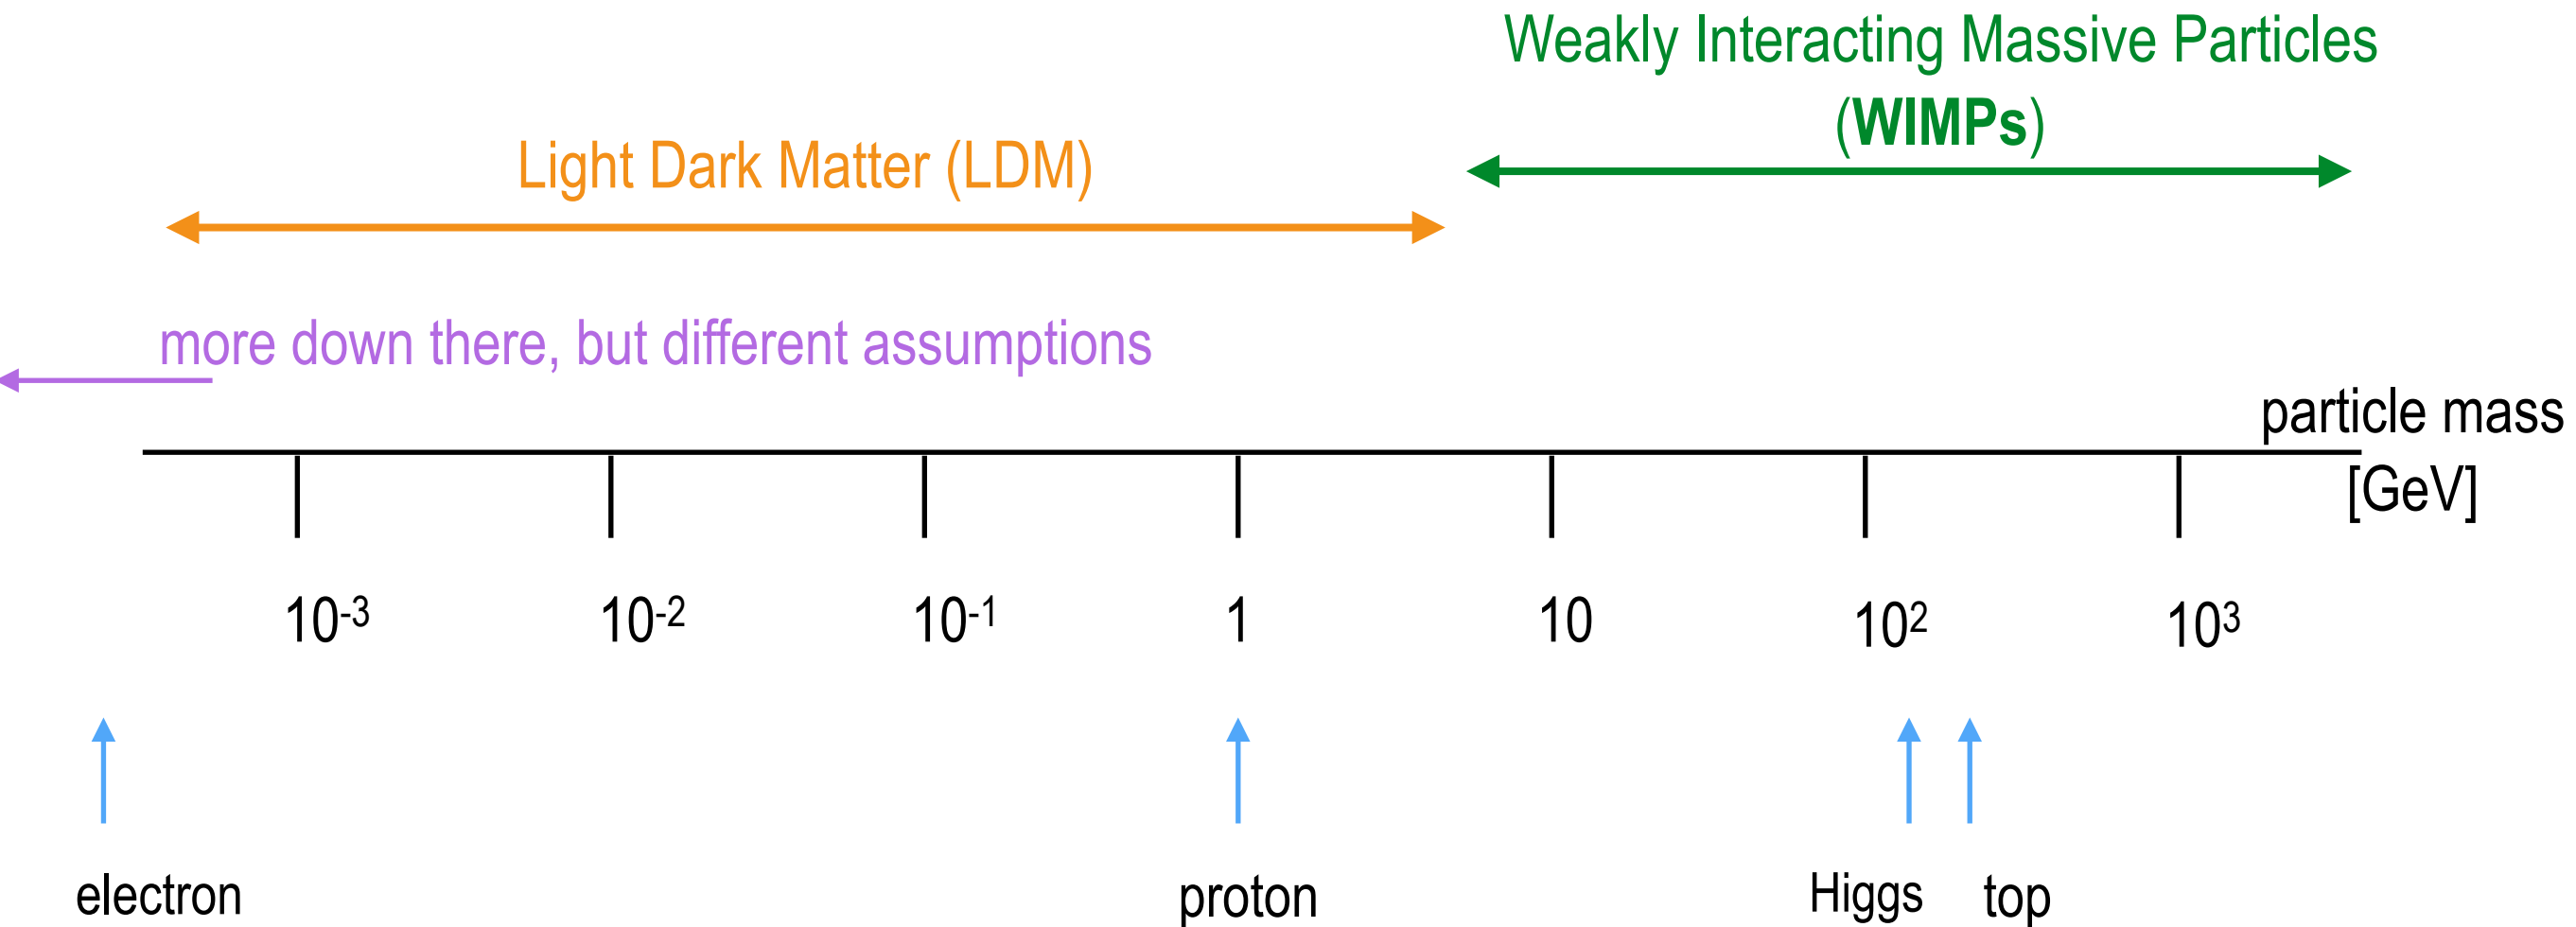 Weakly Interacting Massive Particles
(WIMPs)
Light Dark Matter (LDM)
more down there, but different assumptions
particle mass
[GeV]
10⁻³ 10⁻² 10⁻¹ 1 10 10² 10³
electron proton Higgs top